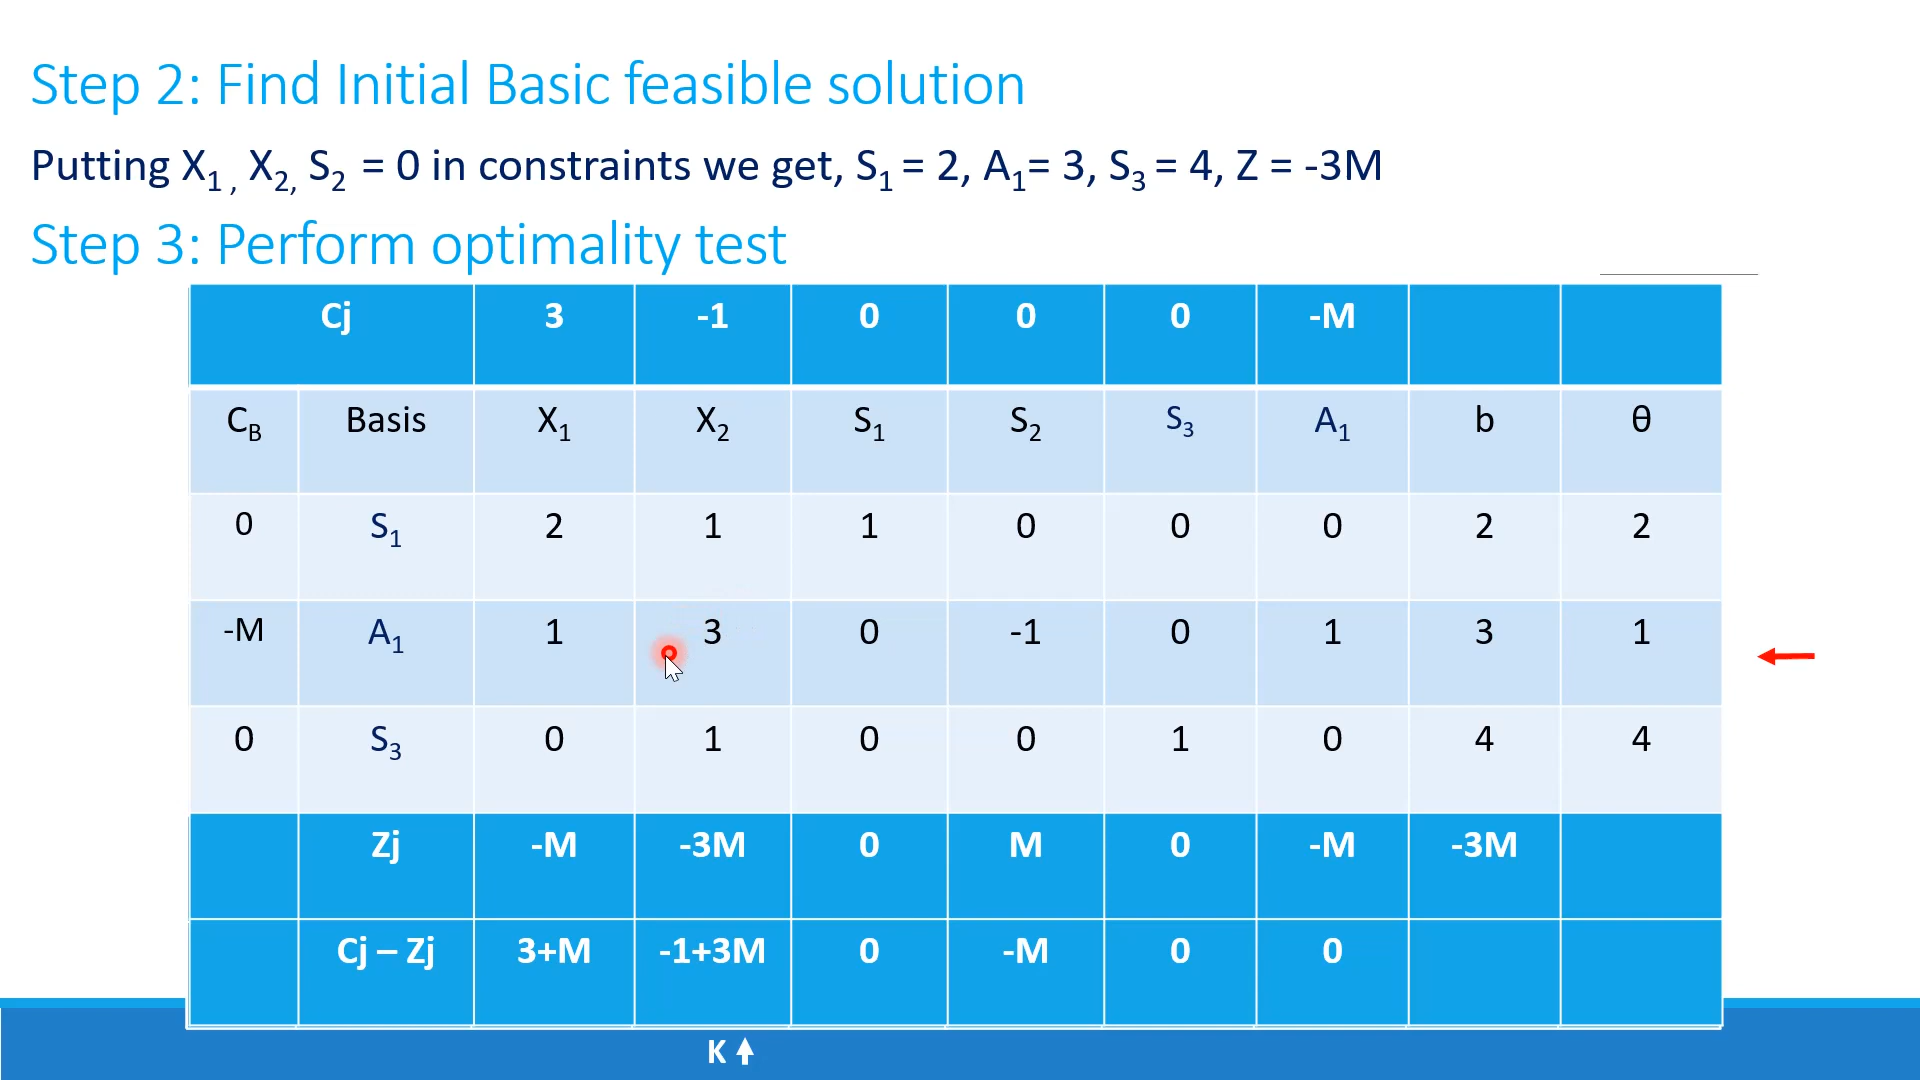 Step 2: Find Initial Basic feasible solution
Putting X1 , X2, S2 = 0 in constraints we get, S1 = 2, A1= 3, S3 = 4, Z = -3M
Step 3: Perform optimality test
Cj 3 -1 0 0 0 -M
CB Basis X1 X2 S1 S2 S3 A1 b θ
0 S1 2 1 1 0 0 0 2 2
-M A1 1 3 0 -1 0 1 3 1
0 S3 0 1 0 0 1 0 4 4
Zj -M -3M 0 M 0 -M -3M
Cj – Zj 3+M -1+3M 0 -M 0 0
K